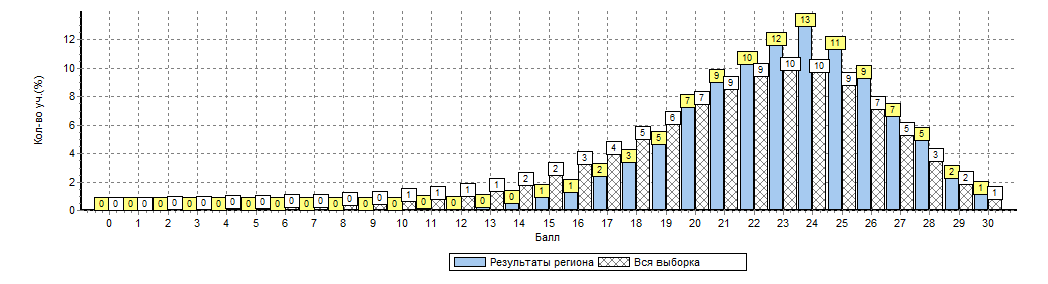 Кол-во уч.(%)
12
10
8
6
4
2
0
0 0 0 0 0 0 0 0 0 0 0 0 0 0 0 0 0 0 0 0 0 1 0 1 0 1 0 1 0 2 1 2 1 3 2 4 3 5 5 6 7 7 9 9 10 9 12 10 13 10 11 9 9 7 7 5 5 3 2 2 1 1
0 1 2 3 4 5 6 7 8 9 10 11 12 13 14 15 16 17 18 19 20 21 22 23 24 25 26 27 28 29 30
Балл
Результаты региона Вся выборка